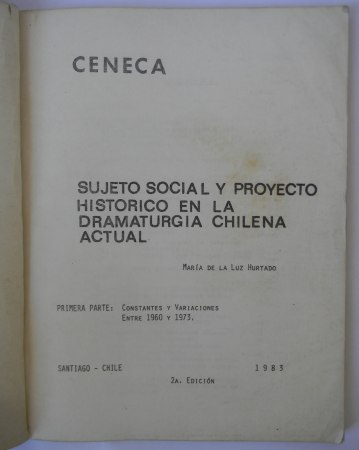 CENECA
SUJETO SOCIAL Y PROYECTO
HISTORICO EN LA
DRAMATURGIA CHILENA
ACTUAL
MARÍA DE LA LUZ HURTADO
PRIMERA PARTE: CONSTANTES Y VARIACIONES
ENTRE 1960 Y 1973.
SANTIAGO - CHILE 1983
2A. EDICIÓN